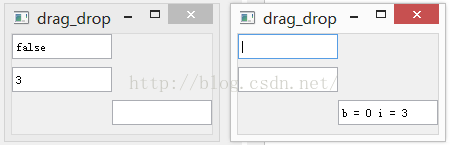 drag_drop
false
3
drag_drop
b = 0 i = 3
http://blog.csdn.net/